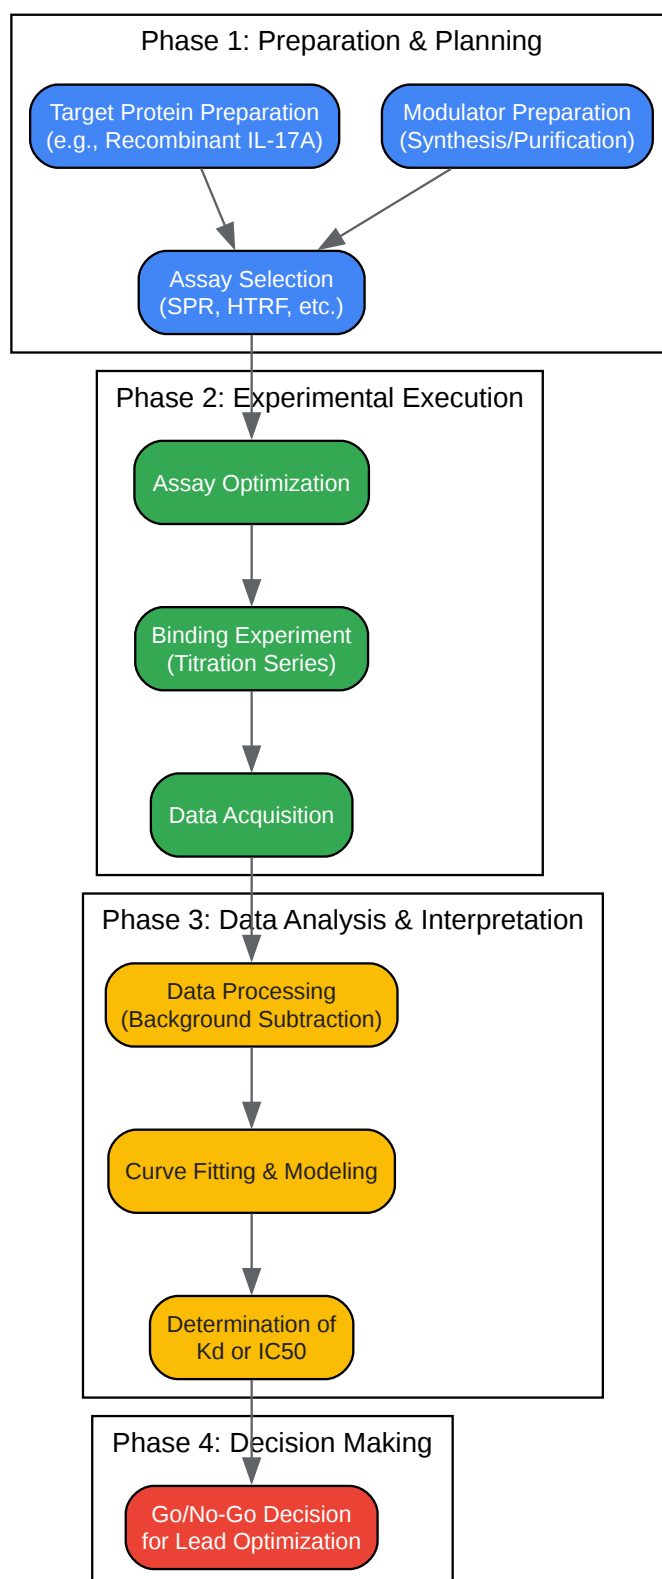 Phase 1: Preparation & Planning
Target Protein Preparation
(e.g., Recombinant IL-17A)
Modulator Preparation
(Synthesis/Purification)
Assay Selection
(SPR, HTRF, etc.)
Phase 2: Experimental Execution
Assay Optimization
Binding Experiment
(Titration Series)
Data Acquisition
Phase 3: Data Analysis & Interpretation
Data Processing
(Background Subtraction)
Curve Fitting & Modeling
Determination of
Kd or IC50
Phase 4: Decision Making
Go/No-Go Decision
for Lead Optimization